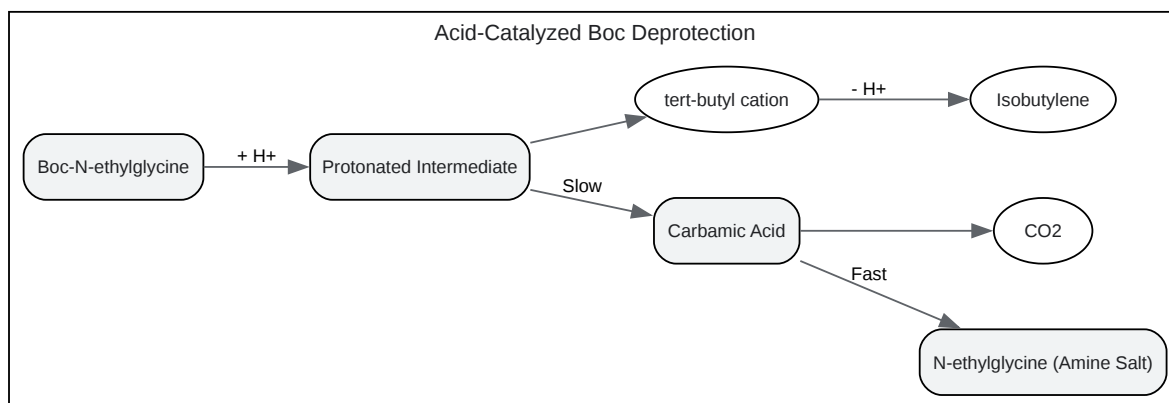 Acid-Catalyzed Boc Deprotection
tert-butyl cation
- H+
Isobutylene
Boc-N-ethylglycine
+ H+
Protonated Intermediate
Slow
Carbamic Acid
CO2
Fast
N-ethylglycine (Amine Salt)